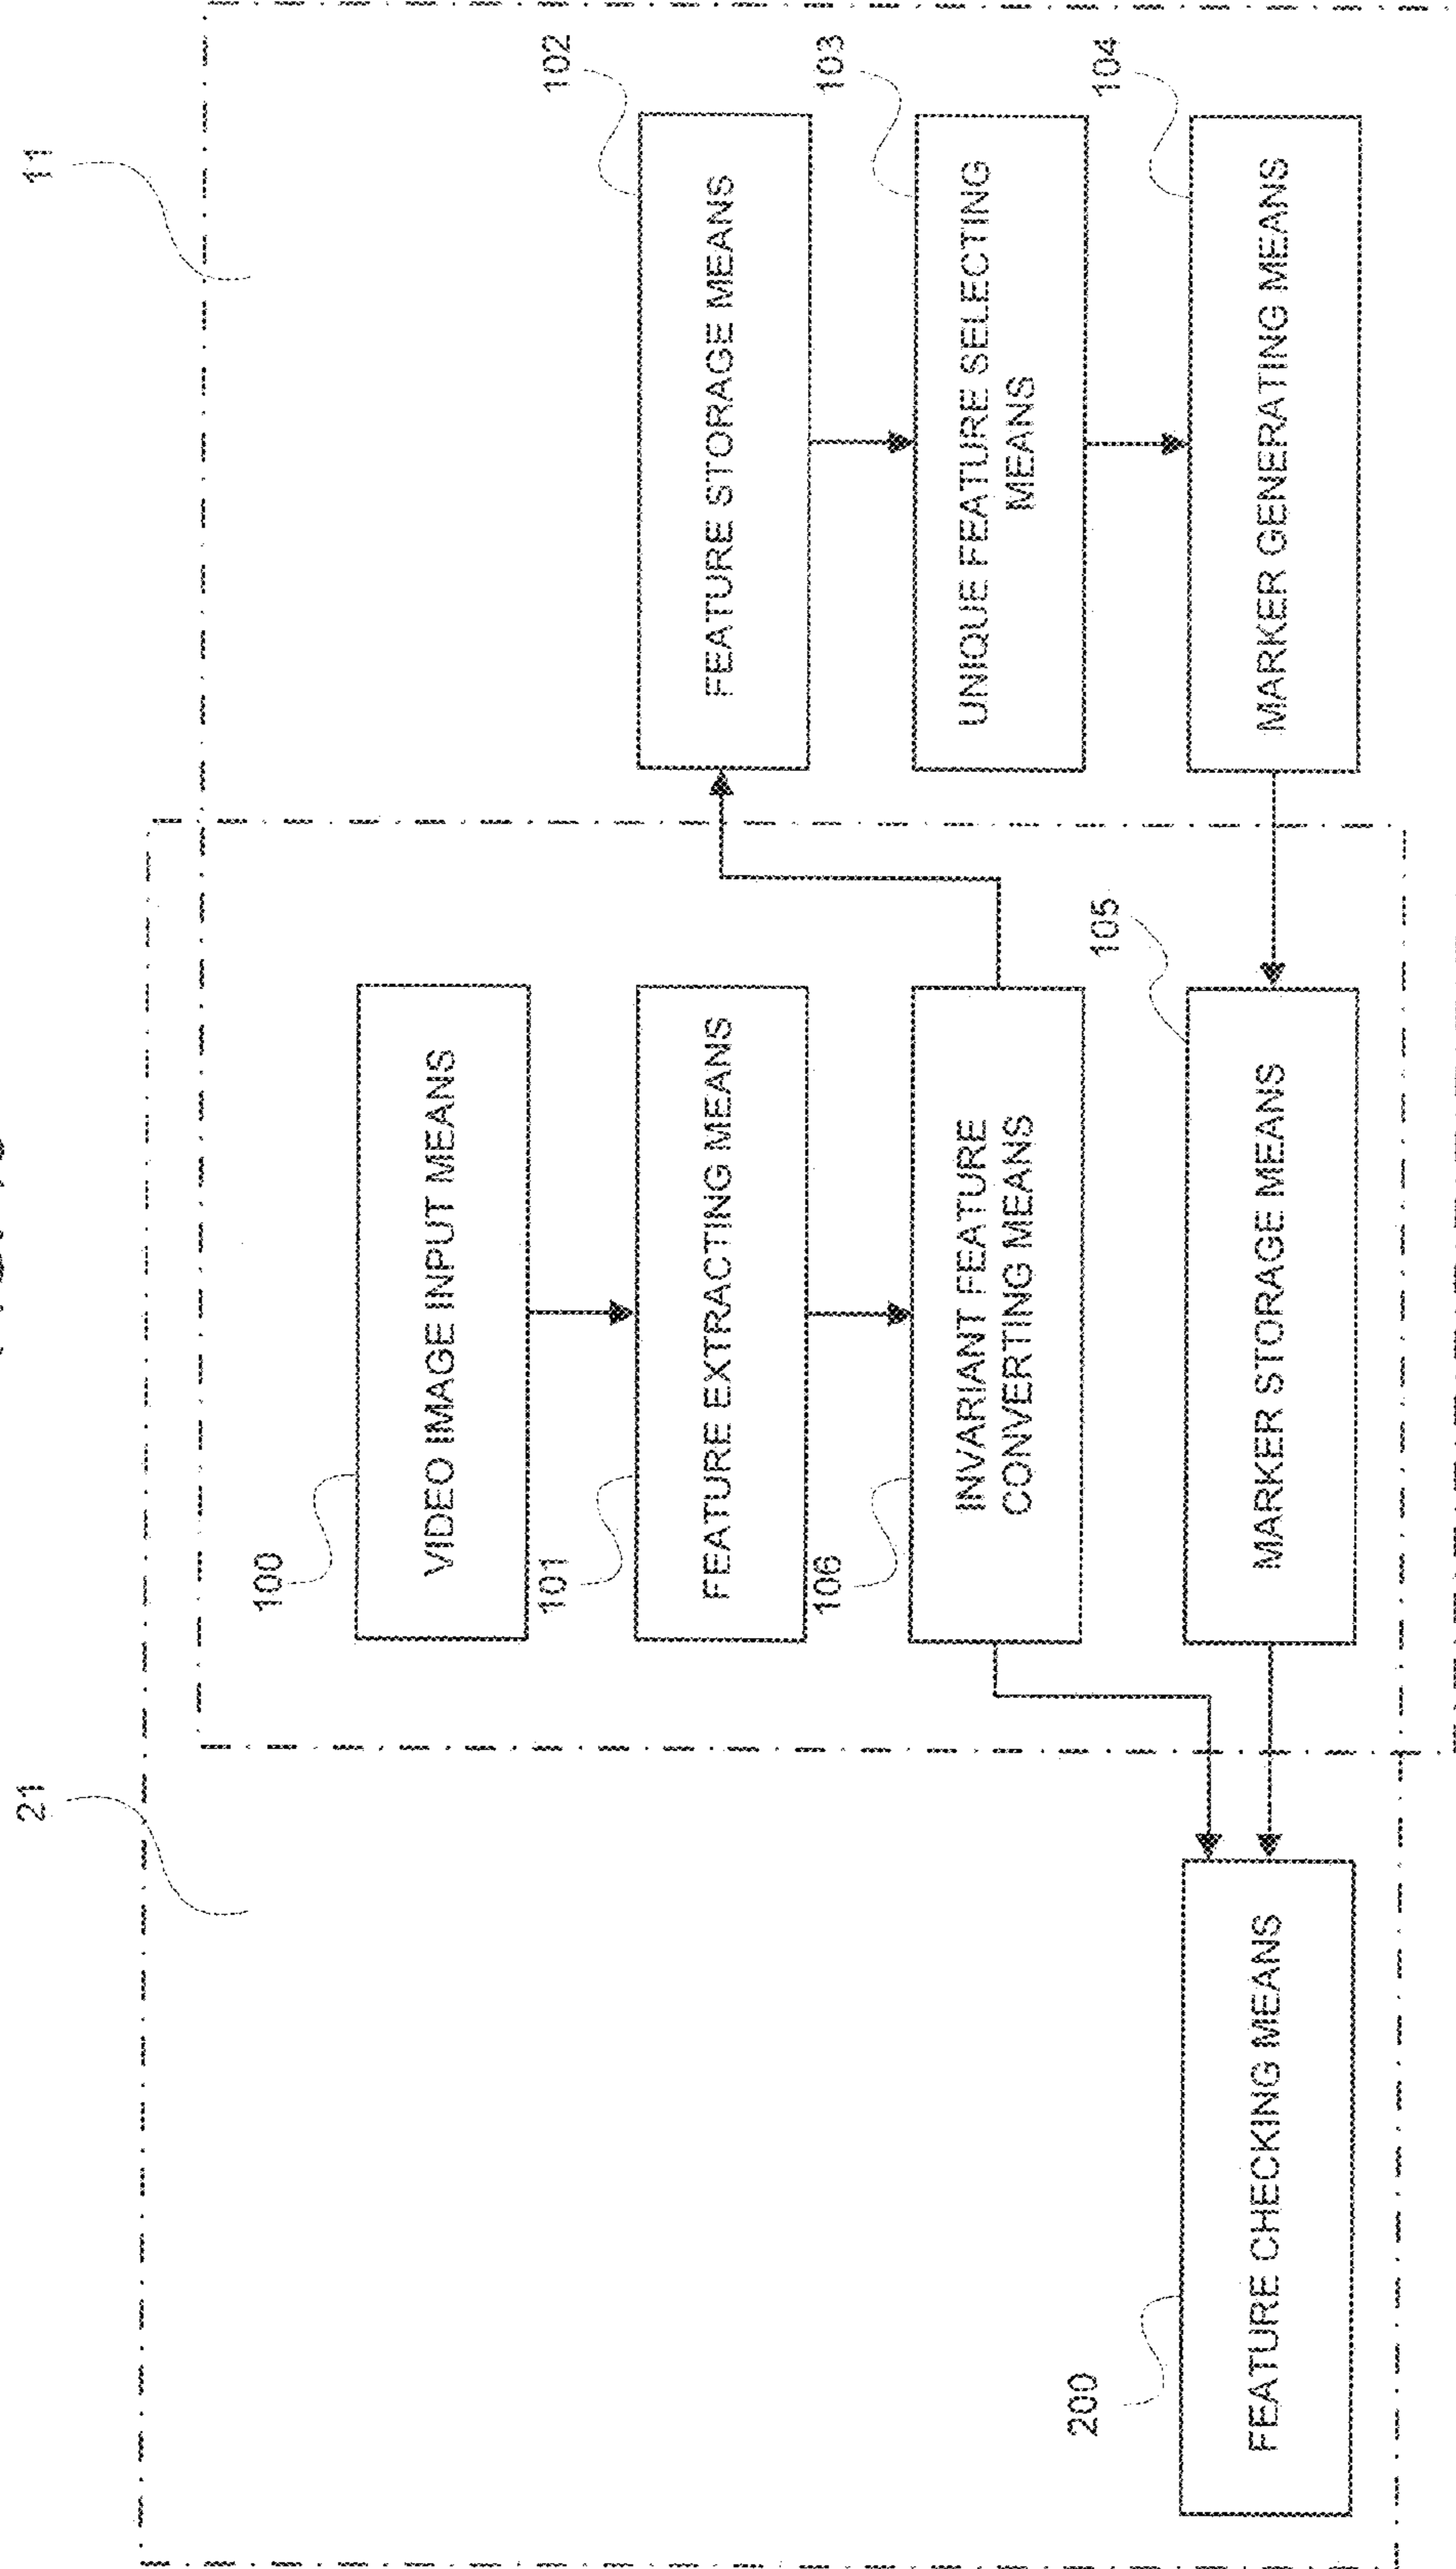 21
11
100
VIDEO IMAGE INPUT MEANS
101
FEATURE EXTRACTING MEANS
102
FEATURE STORAGE MEANS
106
INVARIANT FEATURE
CONVERTING MEANS
103
UNIQUE FEATURE SELECTING
MEANS
200
FEATURE CHECKING MEANS
105
MARKER STORAGE MEANS
104
MARKER GENERATING MEANS